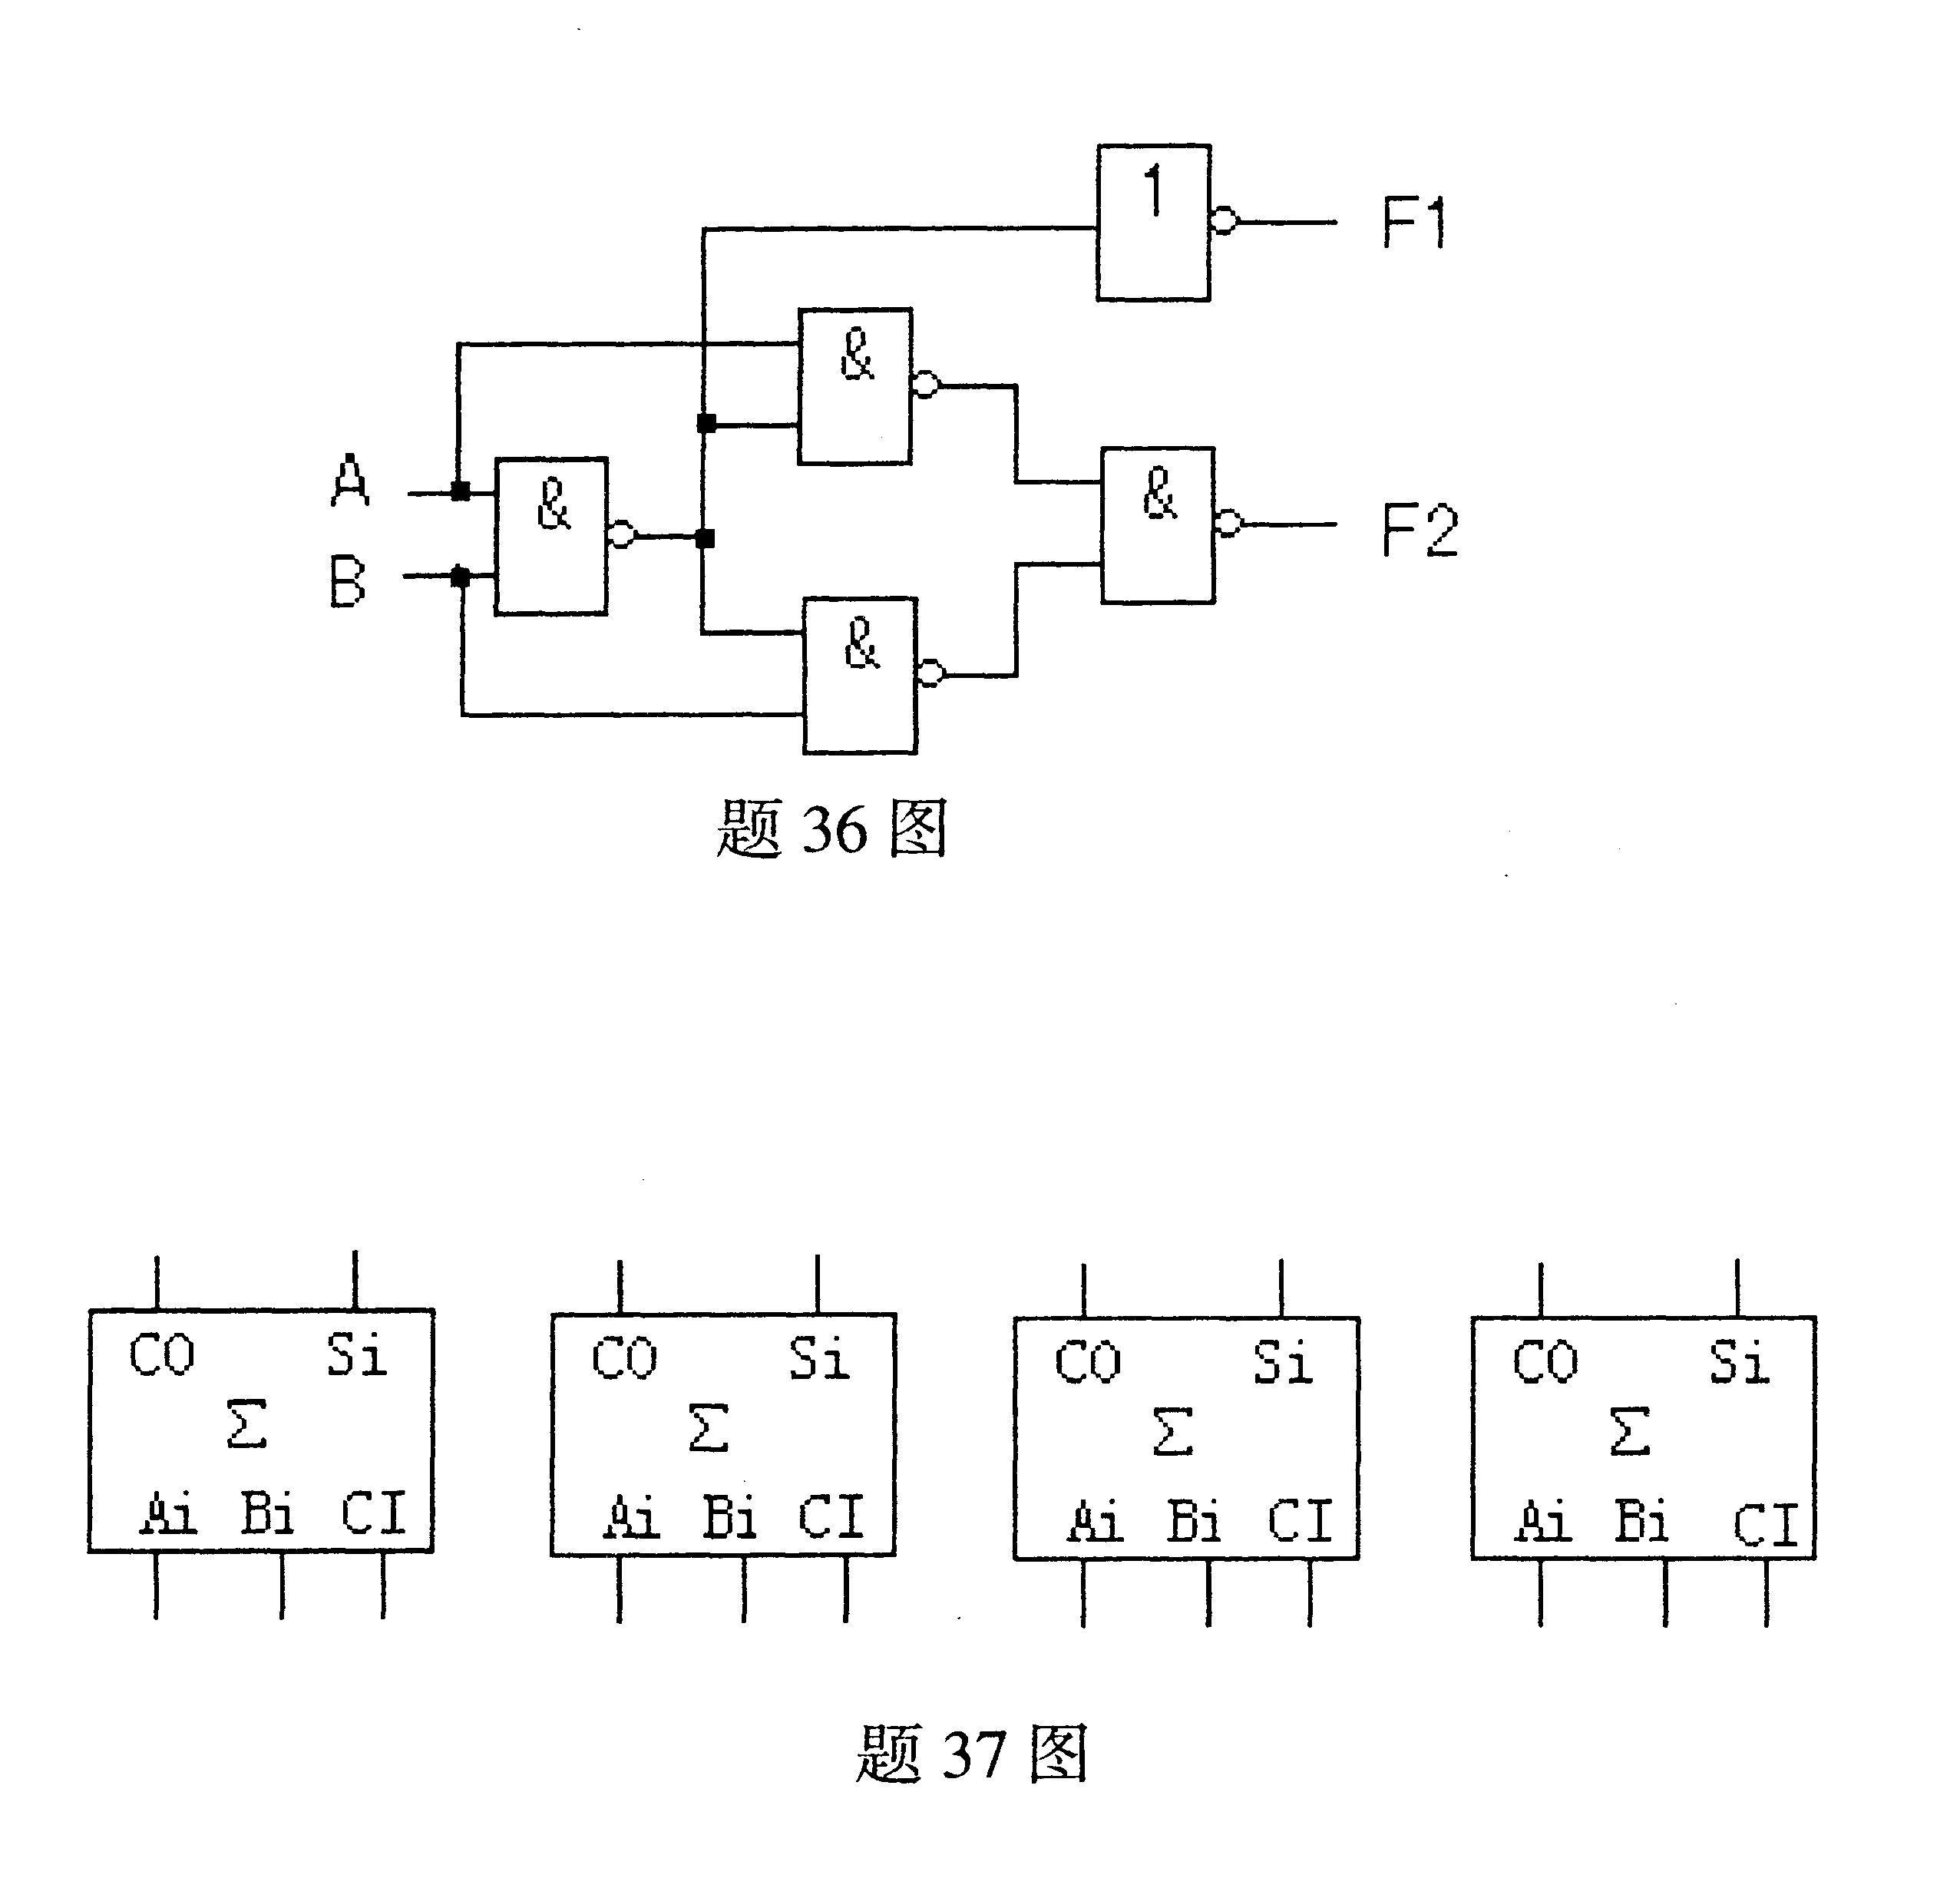 1
F1
&
A
&
&
F2
B
&
题 36 图
CO Si CO Si CO Si CO Si
Σ Σ Σ Σ
Ai Bi CI Ai Bi CI Ai Bi CI Ai Bi CI
题 37 图